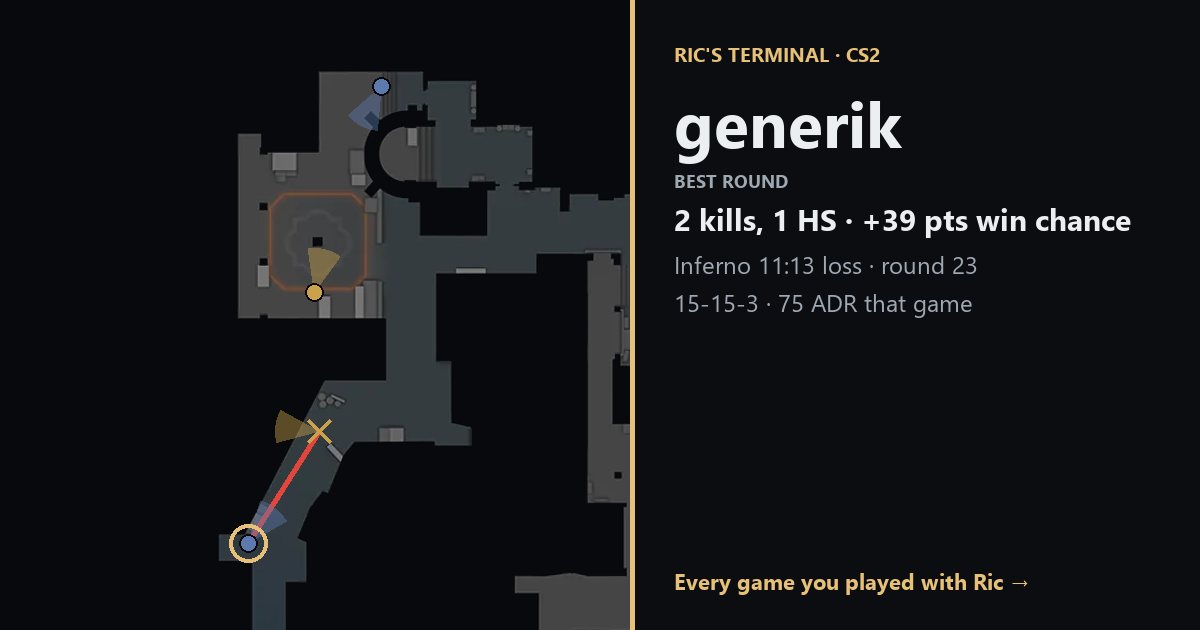 RIC'S TERMINAL · CS2
generik
BEST ROUND
2 kills, 1 HS · +39 pts win chance
Inferno 11:13 loss · round 23
15-15-3 · 75 ADR that game
Every game you played with Ric →